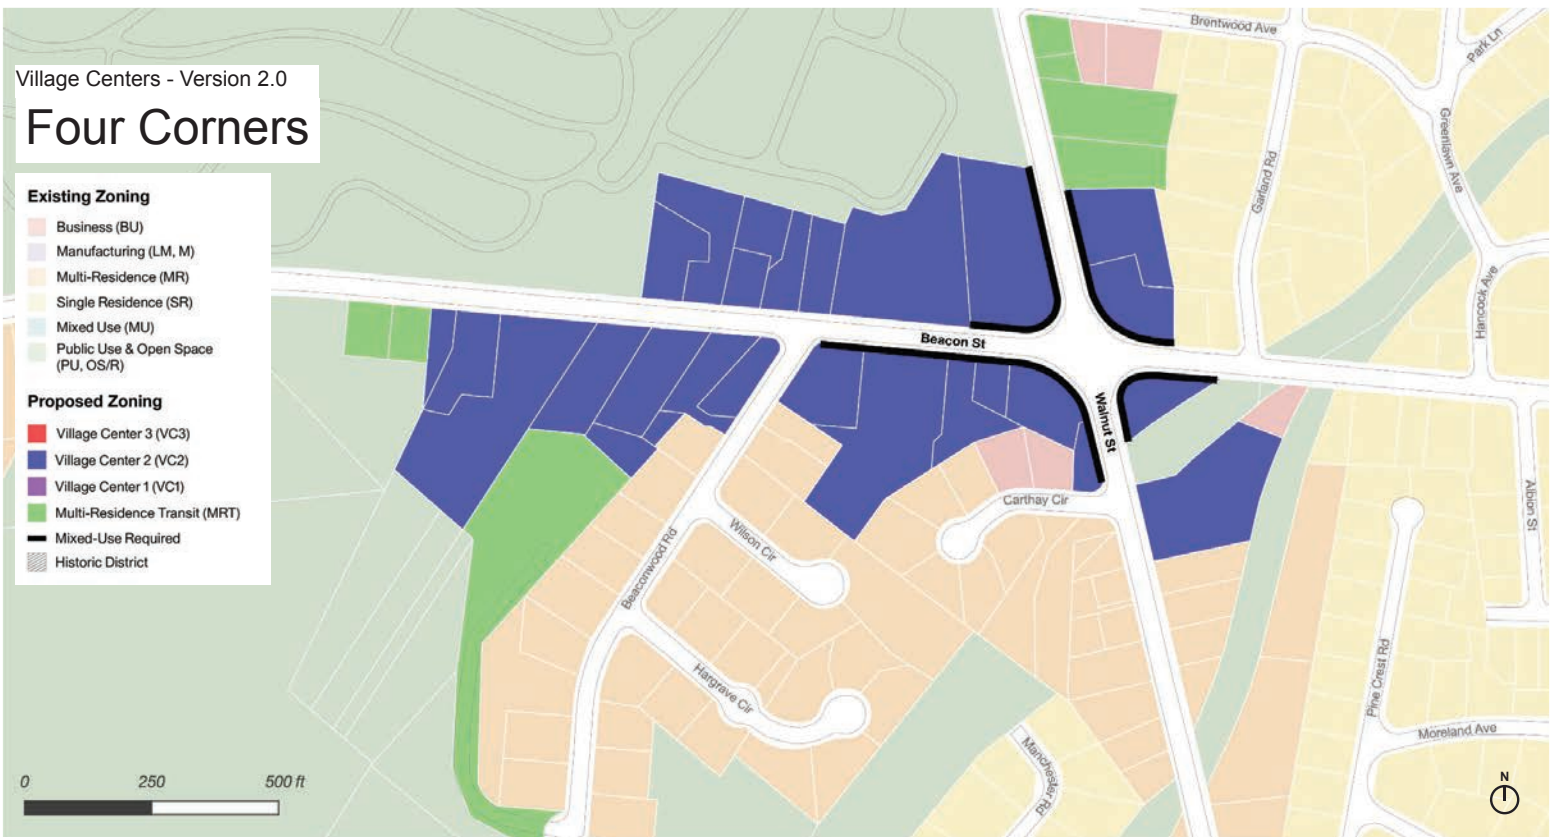 Village Centers - Version 2.0
Four Corners
Existing Zoning
Business (BU)
Manufacturing (LM, M)
Multi-Residence (MR)
Single Residence (SR)
Mixed Use (MU)
Public Use & Open Space
(PU, OS/R)
Proposed Zoning
Village Center 3 (VC3)
Village Center 2 (VC2)
Village Center 1 (VC1)
Multi-Residence Transit (MRT)
Mixed-Use Required
Historic District
0 250 500 ft
Brentwood Ave
Park Ln
Greenlawn Ave
Garland Rd
Hancock Ave
Beacon St
Walnut St
Carthay Cir
Wilson Cir
Beaconwood Rd
Hargrave Cir
Manchester Rd
Pine Crest Rd
Albion St
Moreland Ave
N